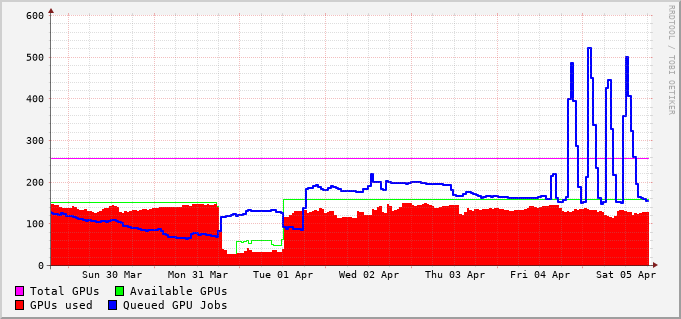 600
500
400
300
200
100
0
Sun 30 Mar Mon 31 Mar Tue 01 Apr Wed 02 Apr Thu 03 Apr Fri 04 Apr Sat 05 Apr
Total GPUs Available GPUs
GPUs used Queued GPU Jobs
RRDTOOL / TOBI OETIKER